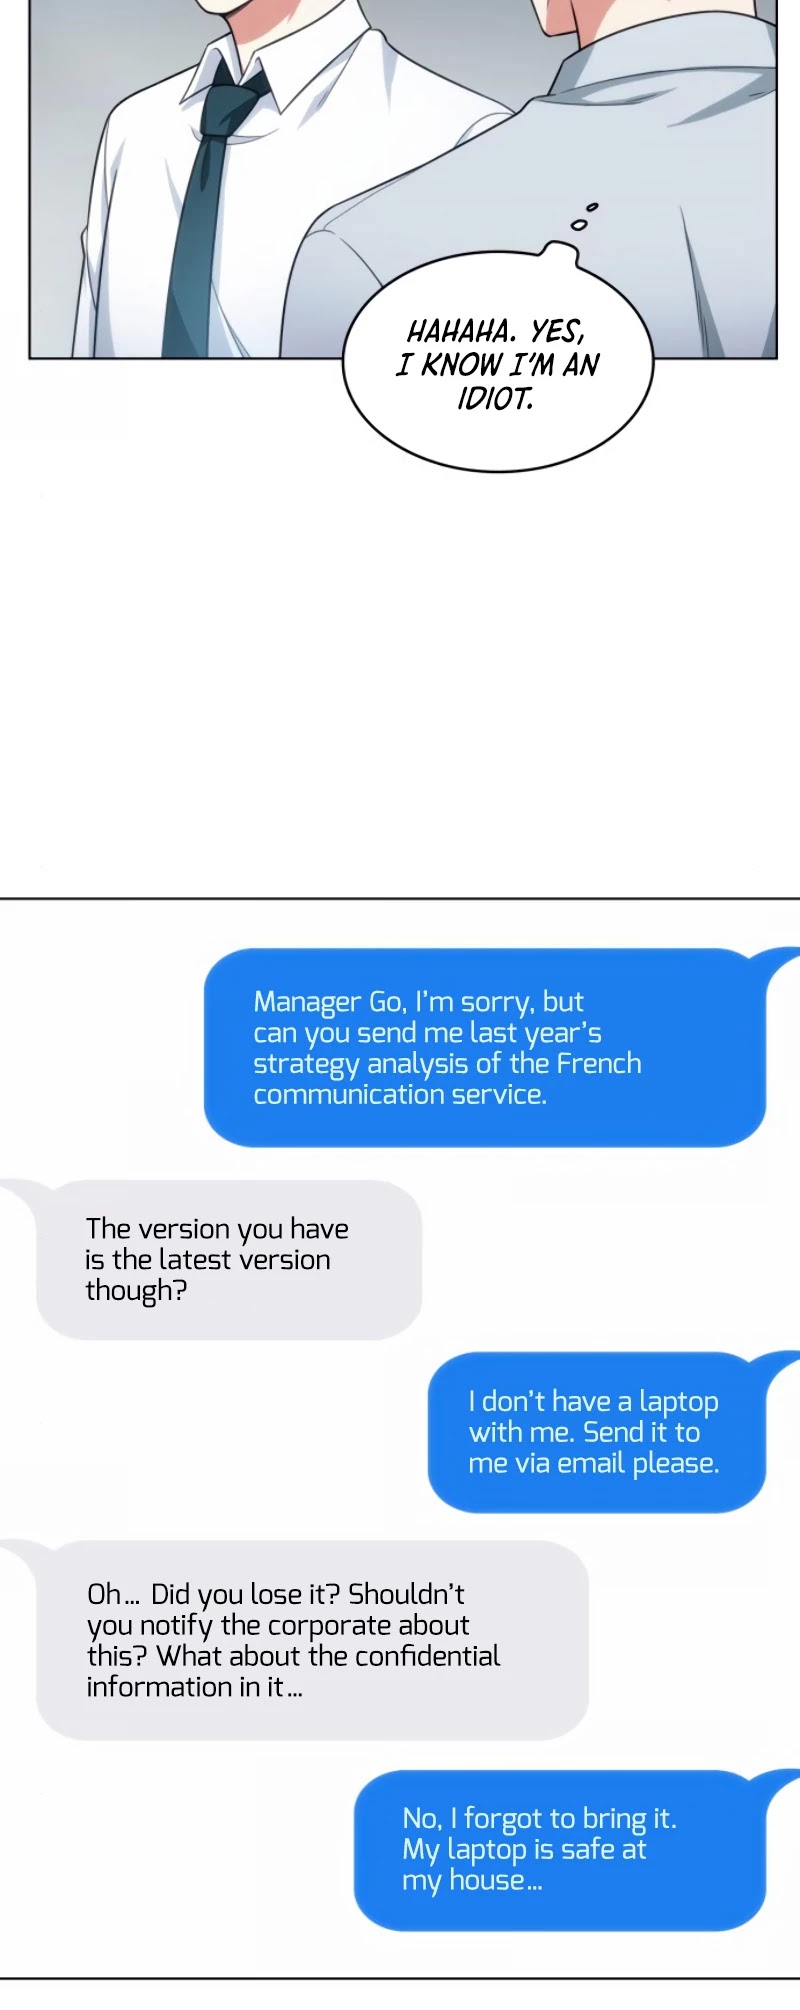 HAHAHA. YES,
I KNOW I'M AN
IDIOT.
Manager Go, I'm sorry, but
can you send me last year's
strategy analysis of the French
communication service.
The version you have
is the latest version
though?
I don't have a laptop
with me. Send it to
me via email please.
Oh... Did you lose it? Shouldn't
you notify the corporate about
this? What about the confidential
information in it...
No, I forgot to bring it.
My laptop is safe at
my house...